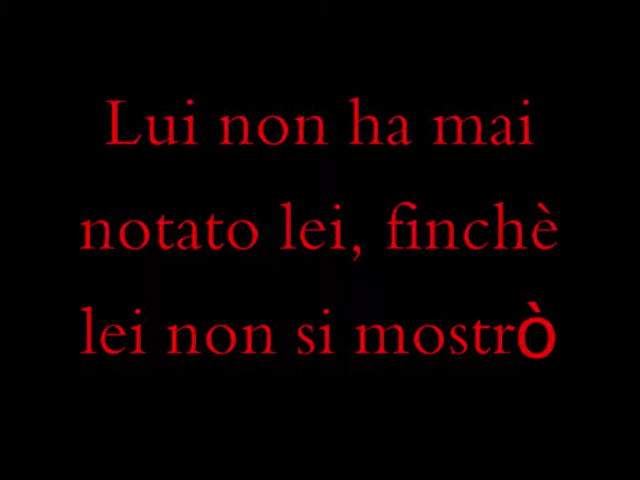 Lui non ha mai
notato lei, finchè
lei non si mostrÒ